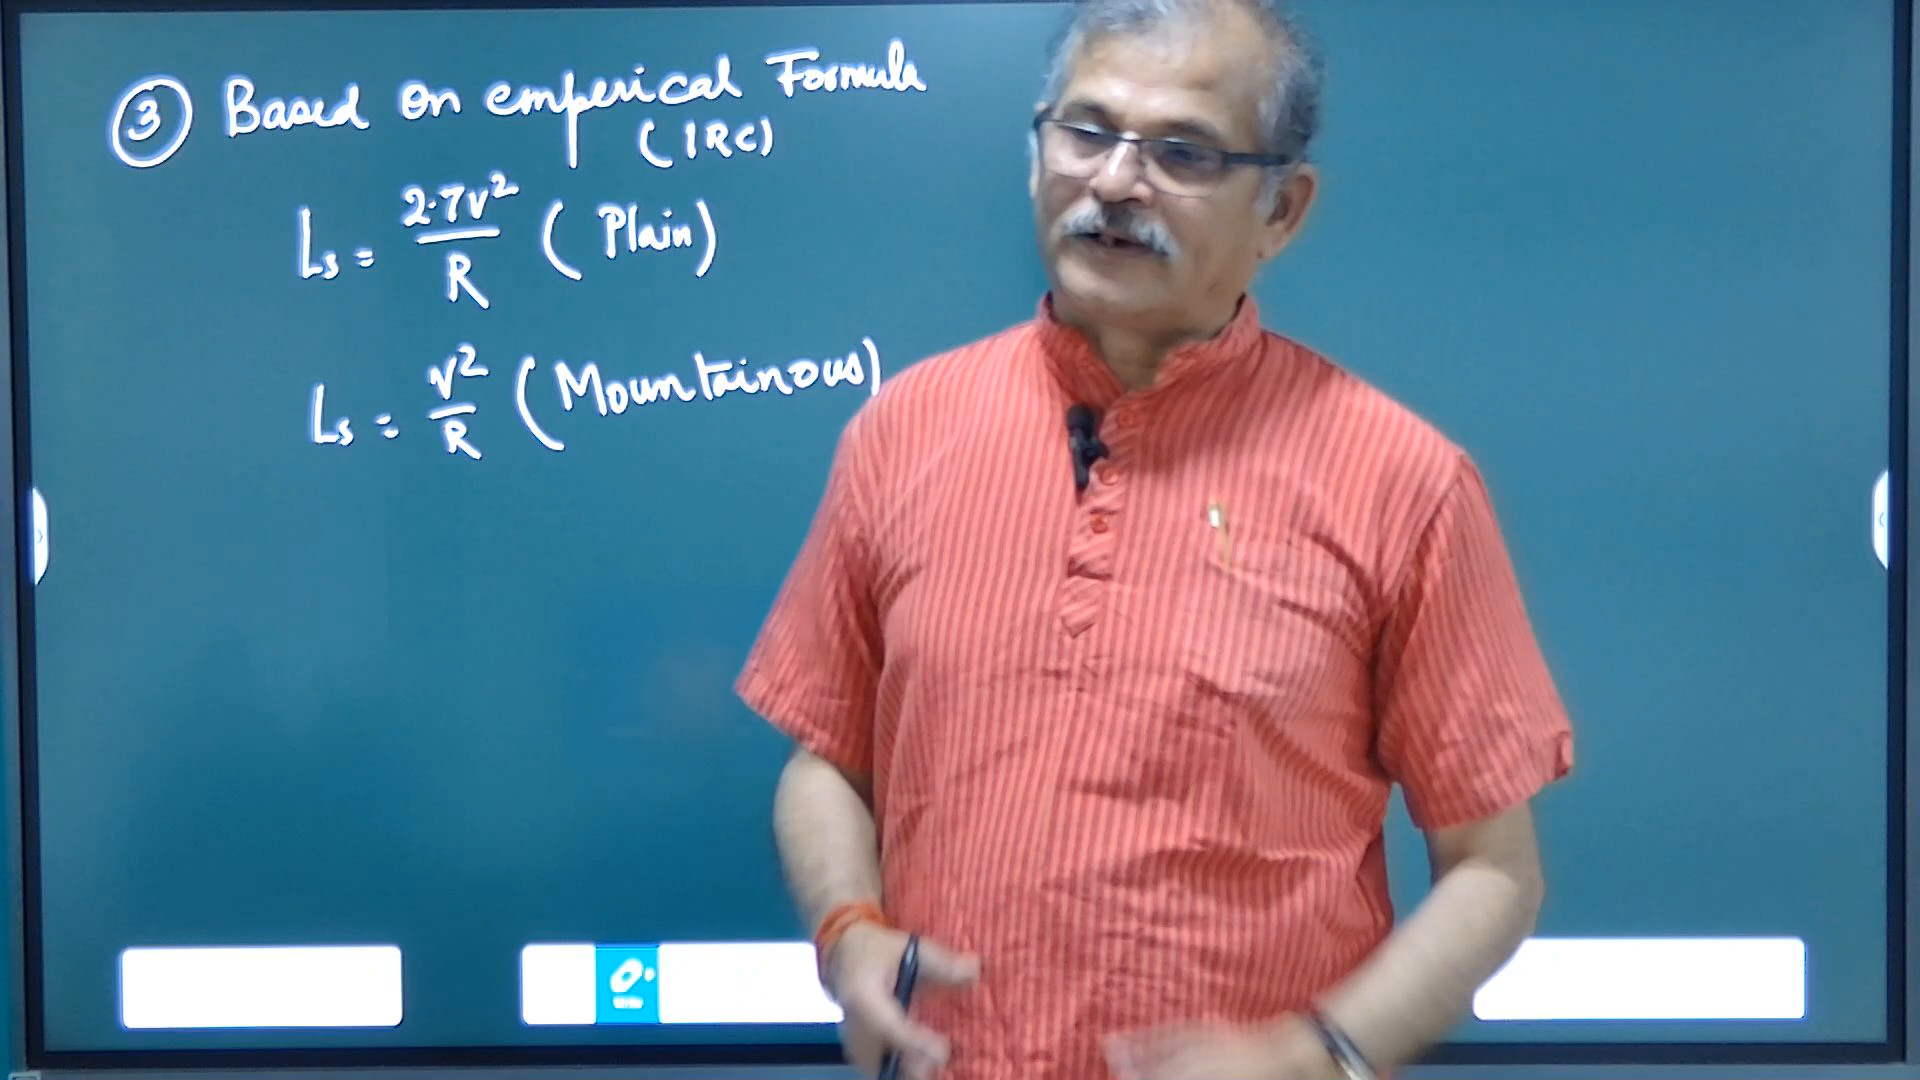 ③ Based on emperical Formula
(IRC)
Ls = 2.7v²/R (Plain)
Ls = v²/R (Mountainous)